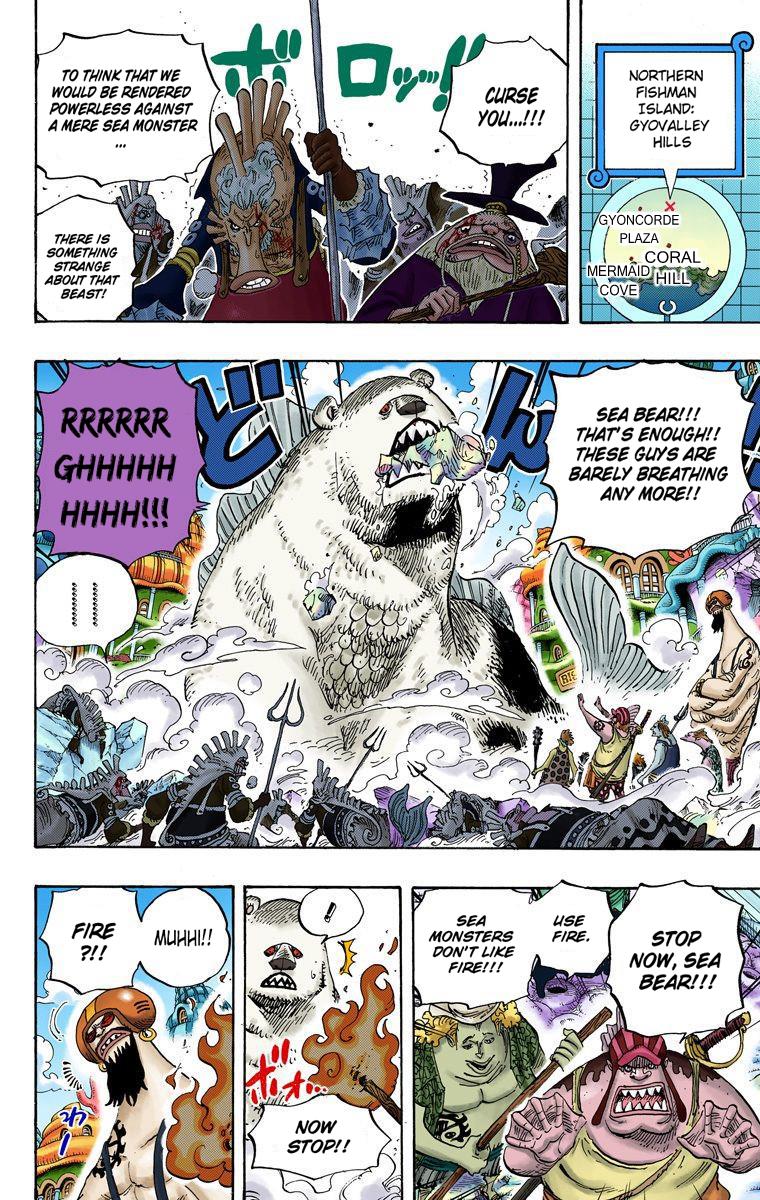 NORTHERN
FISHMAN
ISLAND:
GYOVALLEY
HILLS
GYONCORDE
PLAZA
CORAL
HILL
MERMAID
COVE
ボロッ!!
CURSE
YOU...!!!
TO THINK THAT WE
WOULD BE RENDERED
POWERLESS AGAINST
A MERE SEA MONSTER
...
THERE IS
SOMETHING
STRANGE
ABOUT THAT
BEAST!
どん
SEA BEAR!!!
THAT'S ENOUGH!!
THESE GUYS ARE
BARELY BREATHING
ANY MORE!!
RRRRRR
GHHHHH
HHHH!!!
STOP
NOW, SEA
BEAR!!!
USE
FIRE.
SEA
MONSTERS
DON'T LIKE
FIRE!!!
!
ボオ...
NOW
STOP!!
MUHHI!!
FIRE
?!!